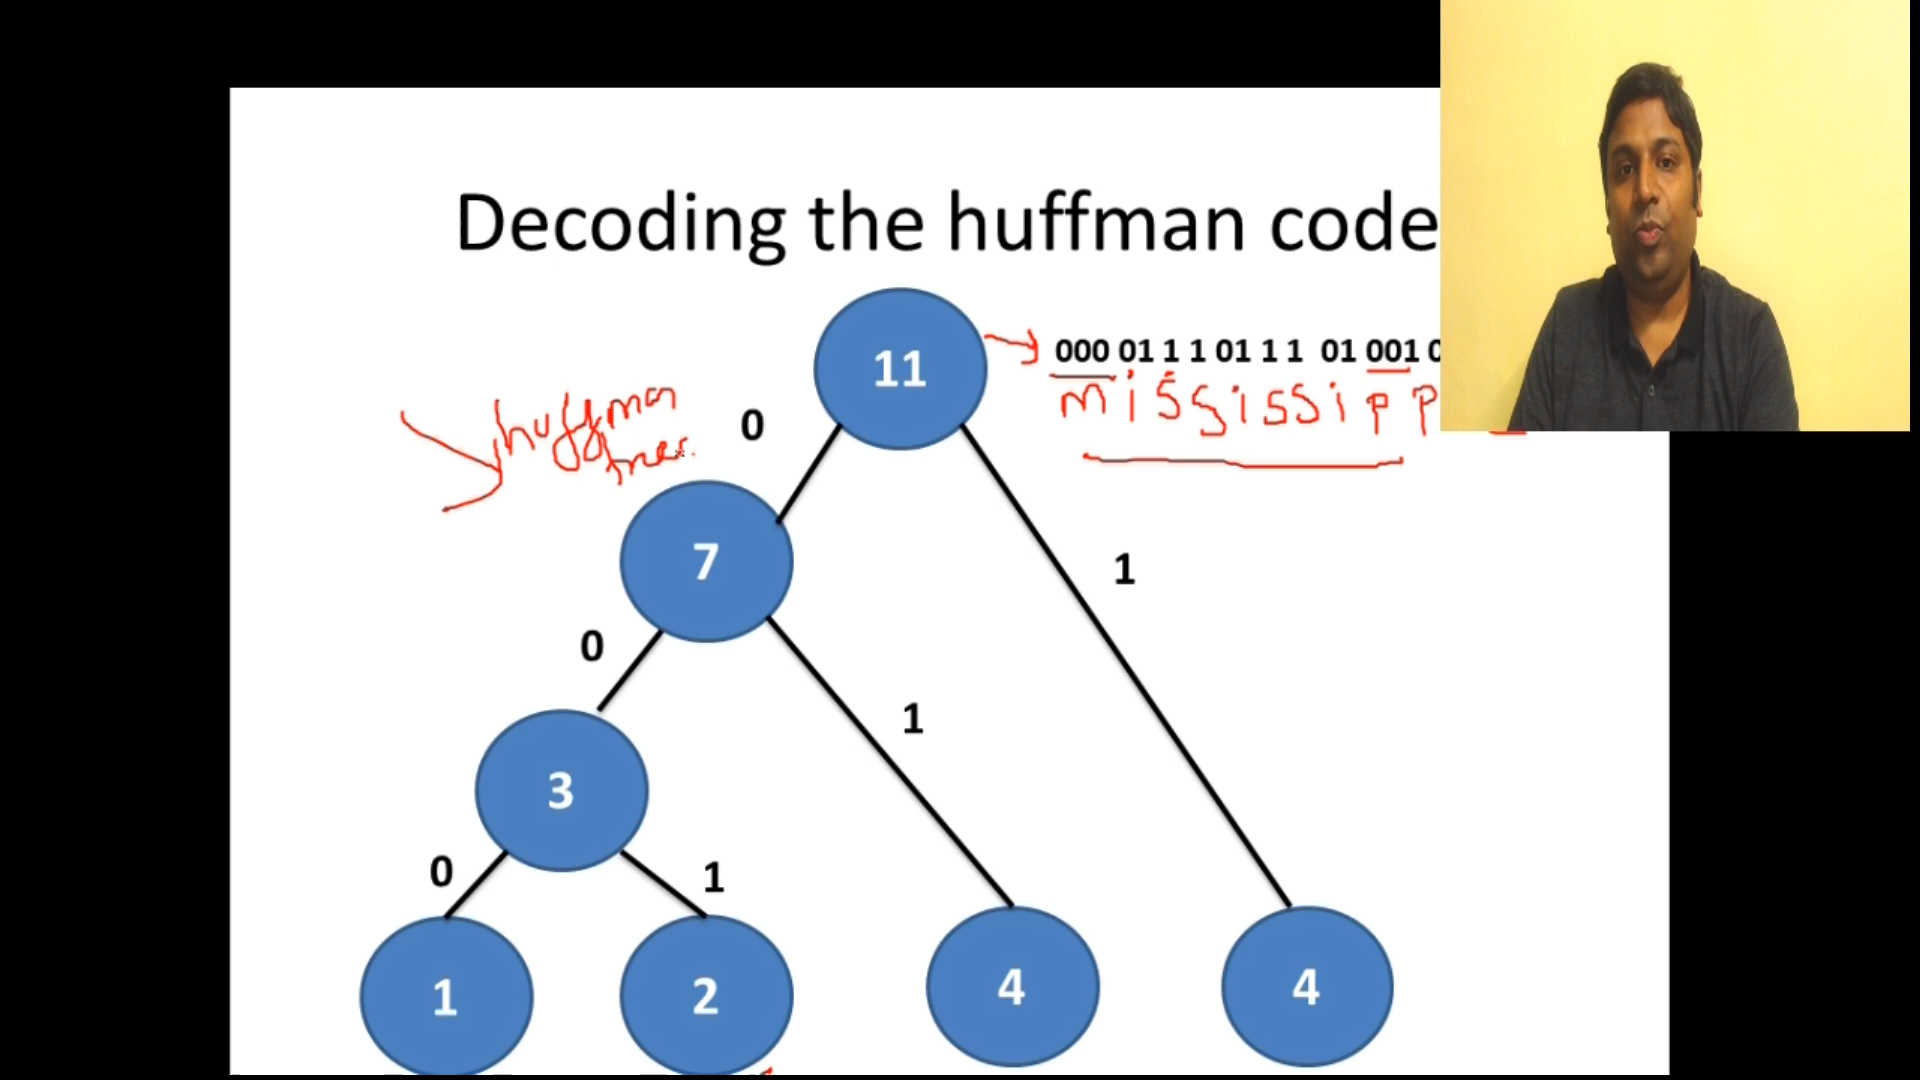 Decoding the huffman code
11
000 01 1 1 01 1 1 01 001 0
mississipp
huffman
tree.
0
7
1
0
1
3
0
1
1
2
4
4